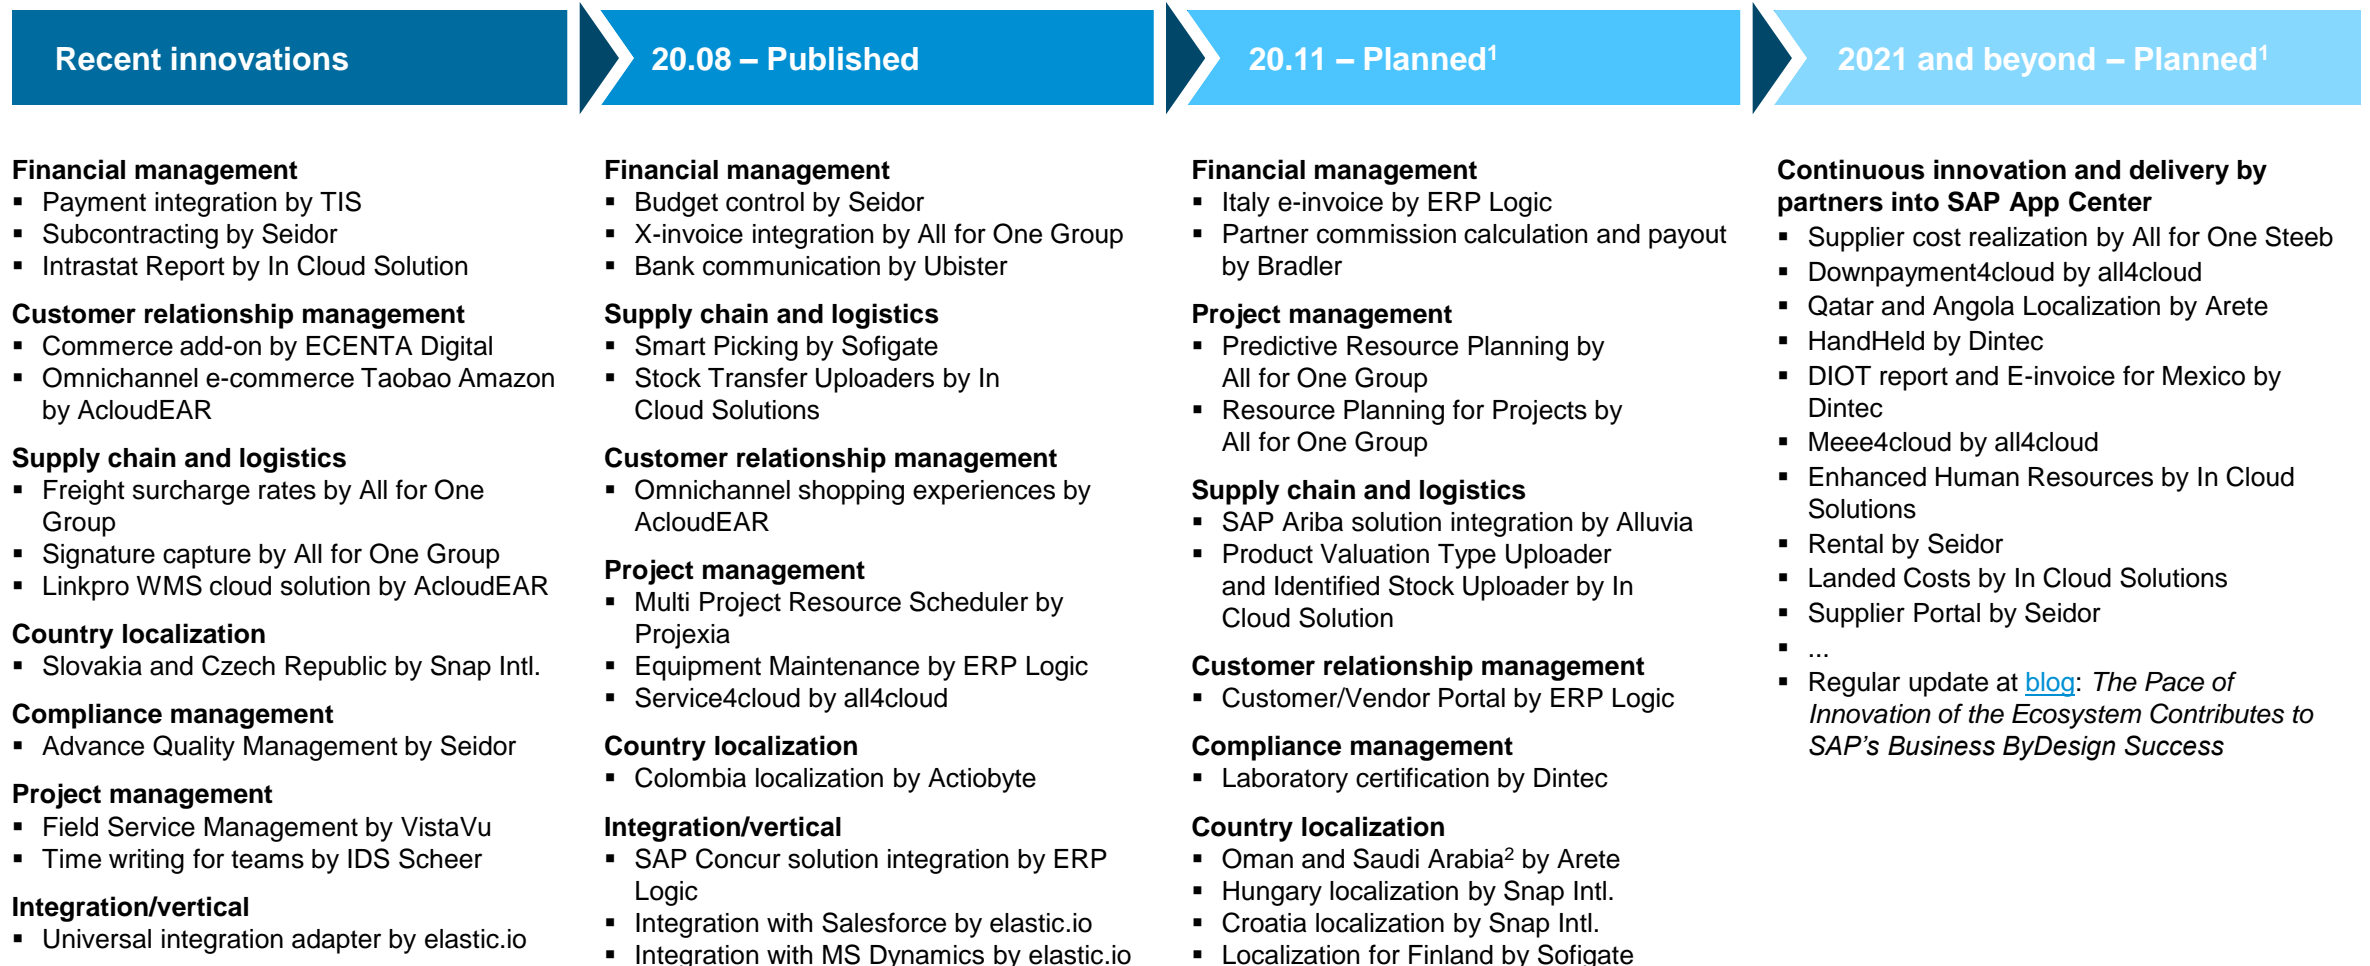 Recent innovations
20.08 – Published
20.11 – Planned¹
2021 and beyond – Planned¹
Financial management
▪ Payment integration by TIS
▪ Subcontracting by Seidor
▪ Intrastat Report by In Cloud Solution
Customer relationship management
▪ Commerce add-on by ECENTA Digital
▪ Omnichannel e-commerce Taobao Amazon
by AcloudEAR
Supply chain and logistics
▪ Freight surcharge rates by All for One
Group
▪ Signature capture by All for One Group
▪ Linkpro WMS cloud solution by AcloudEAR
Country localization
▪ Slovakia and Czech Republic by Snap Intl.
Compliance management
▪ Advance Quality Management by Seidor
Project management
▪ Field Service Management by VistaVu
▪ Time writing for teams by IDS Scheer
Integration/vertical
▪ Universal integration adapter by elastic.io
Financial management
▪ Budget control by Seidor
▪ X-invoice integration by All for One Group
▪ Bank communication by Ubister
Supply chain and logistics
▪ Smart Picking by Sofigate
▪ Stock Transfer Uploaders by In
Cloud Solutions
Customer relationship management
▪ Omnichannel shopping experiences by
AcloudEAR
Project management
▪ Multi Project Resource Scheduler by
Projexia
▪ Equipment Maintenance by ERP Logic
▪ Service4cloud by all4cloud
Country localization
▪ Colombia localization by Actiobyte
Integration/vertical
▪ SAP Concur solution integration by ERP
Logic
▪ Integration with Salesforce by elastic.io
▪ Integration with MS Dynamics by elastic.io
Financial management
▪ Italy e-invoice by ERP Logic
▪ Partner commission calculation and payout
by Bradler
Project management
▪ Predictive Resource Planning by
All for One Group
▪ Resource Planning for Projects by
All for One Group
Supply chain and logistics
▪ SAP Ariba solution integration by Alluvia
▪ Product Valuation Type Uploader
and Identified Stock Uploader by In
Cloud Solution
Customer relationship management
▪ Customer/Vendor Portal by ERP Logic
Compliance management
▪ Laboratory certification by Dintec
Country localization
▪ Oman and Saudi Arabia² by Arete
▪ Hungary localization by Snap Intl.
▪ Croatia localization by Snap Intl.
▪ Localization for Finland by Sofigate
Continuous innovation and delivery by
partners into SAP App Center
▪ Supplier cost realization by All for One Steeb
▪ Downpayment4cloud by all4cloud
▪ Qatar and Angola Localization by Arete
▪ HandHeld by Dintec
▪ DIOT report and E-invoice for Mexico by
Dintec
▪ Meee4cloud by all4cloud
▪ Enhanced Human Resources by In Cloud
Solutions
▪ Rental by Seidor
▪ Landed Costs by In Cloud Solutions
▪ Supplier Portal by Seidor
▪ ...
▪ Regular update at blog: The Pace of
Innovation of the Ecosystem Contributes to
SAP’s Business ByDesign Success